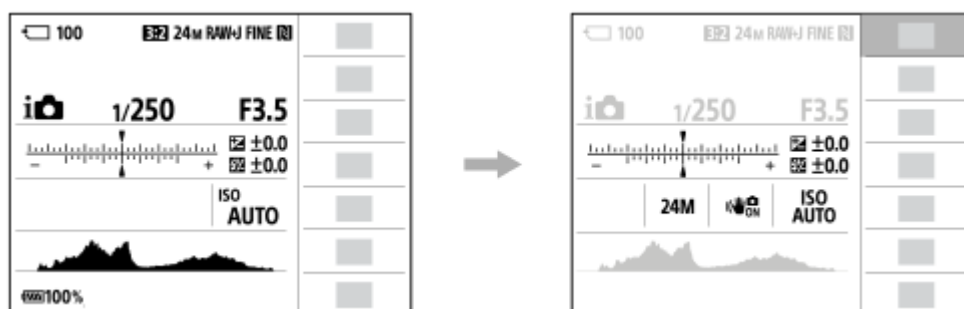 100 3:2 24M RAW+J FINE N
i 1/250 F3.5
±0.0
- + ±0.0
ISO
AUTO
100%
100 3:2 24M RAW+J FINE N
i 1/250 F3.5
±0.0
- + ±0.0
24M ON ISO
AUTO